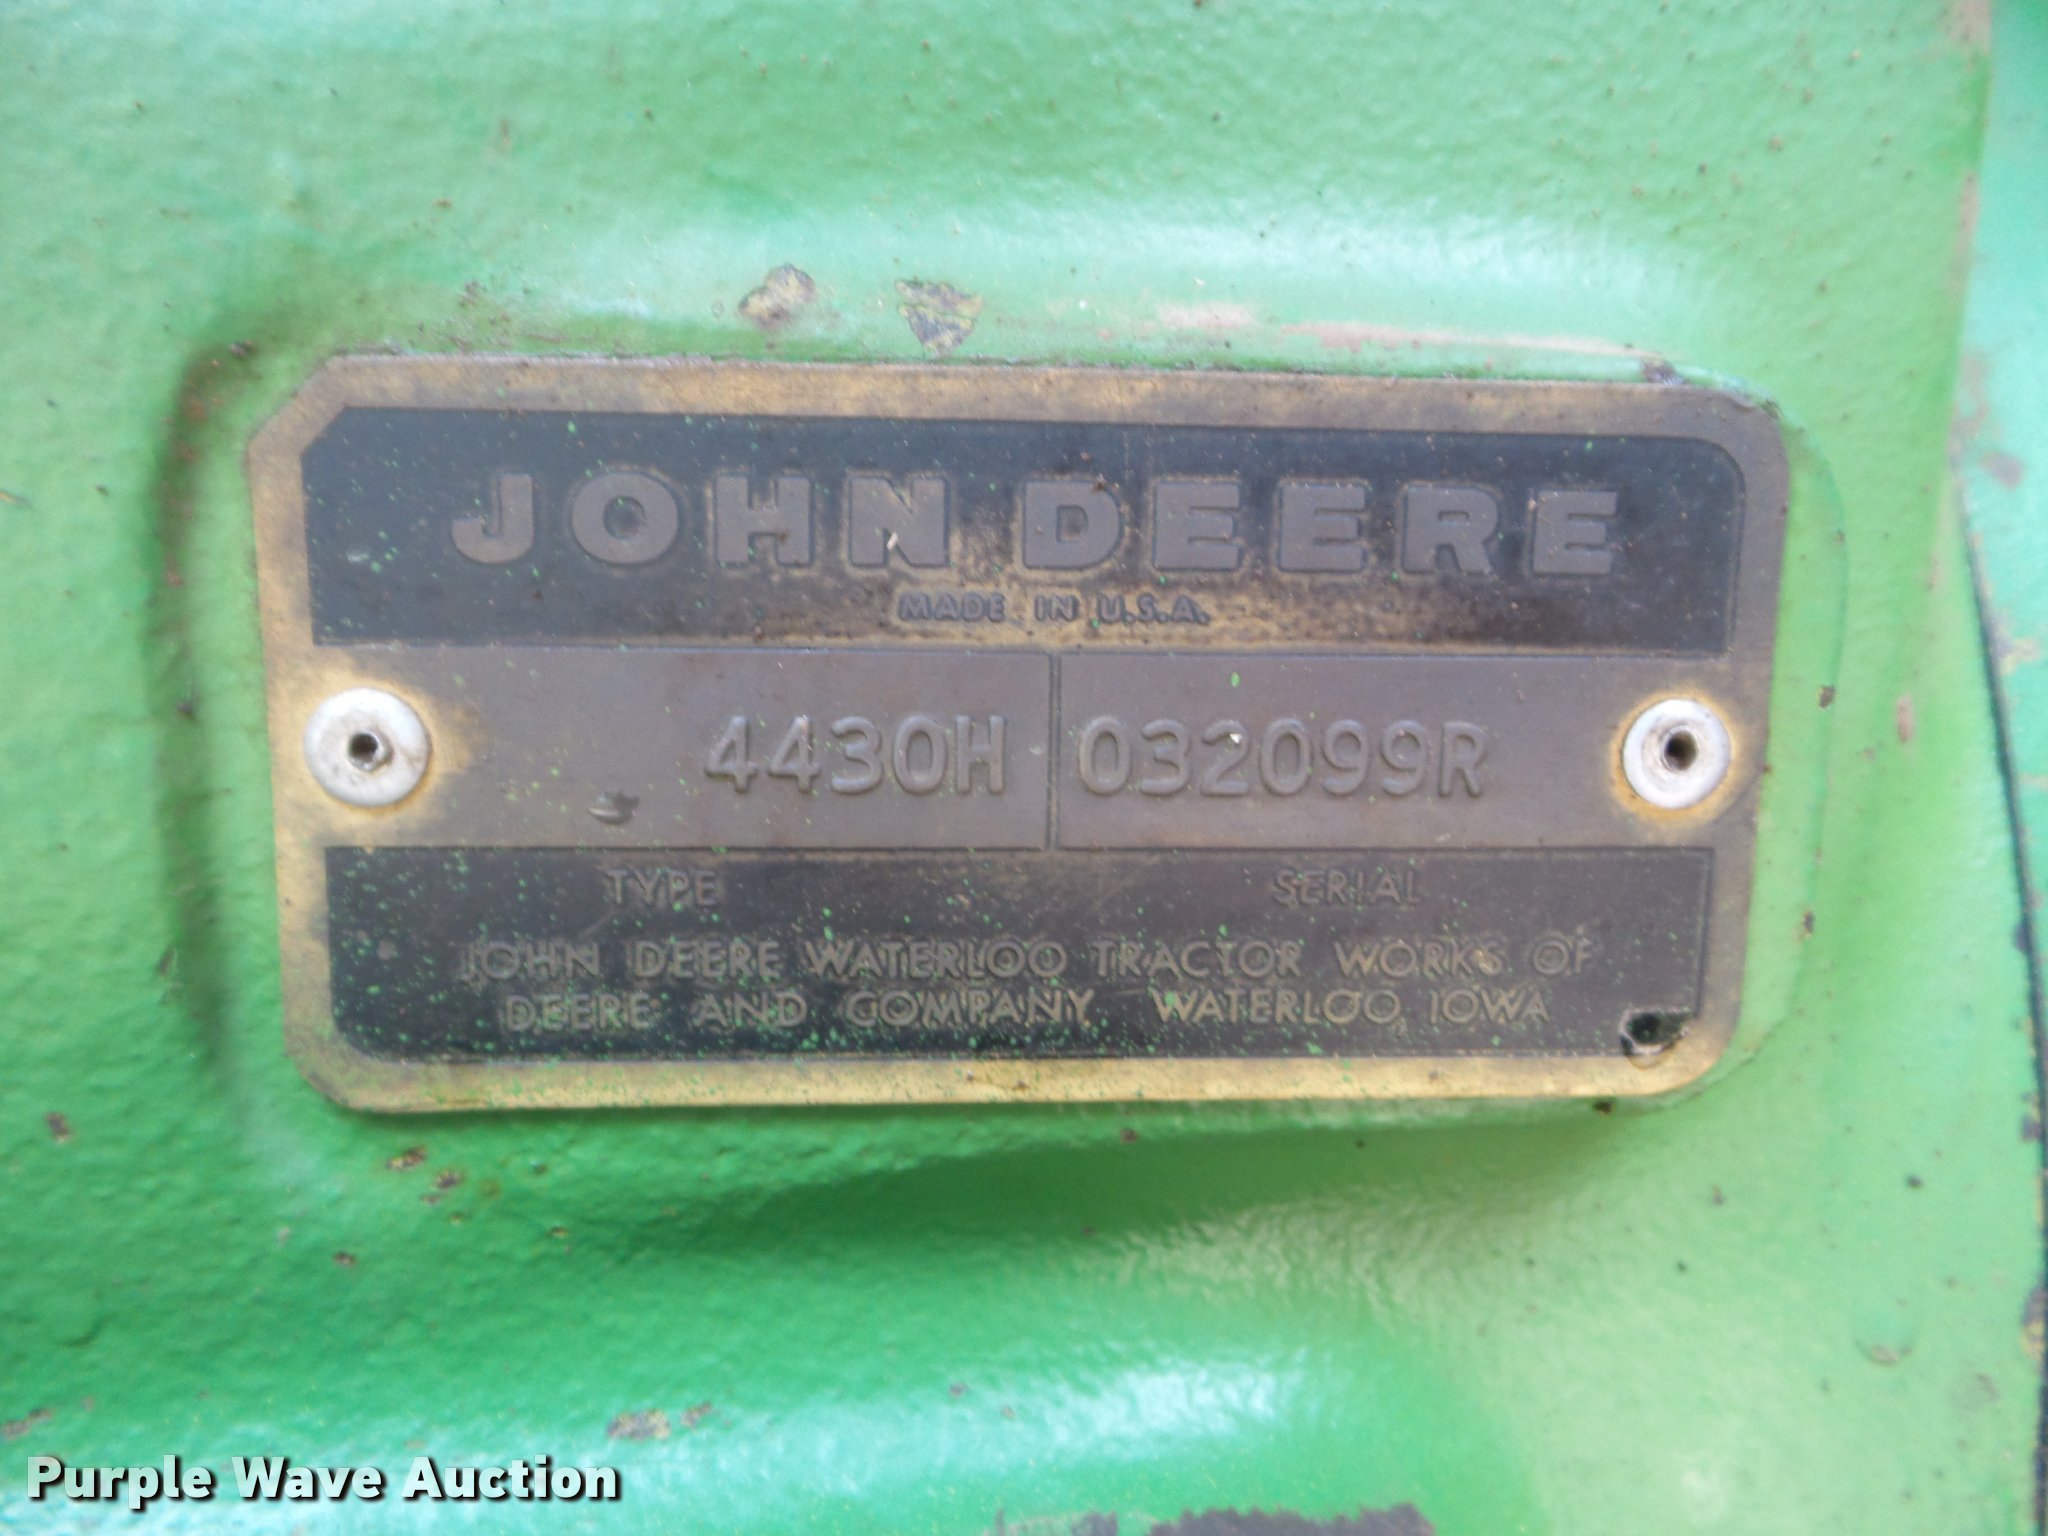 JOHN DEERE
MADE IN U.S.A.
4430H 032099R
TYPE SERIAL
JOHN DEERE WATERLOO TRACTOR WORKS OF
DEERE AND COMPANY WATERLOO IOWA
Purple Wave Auction